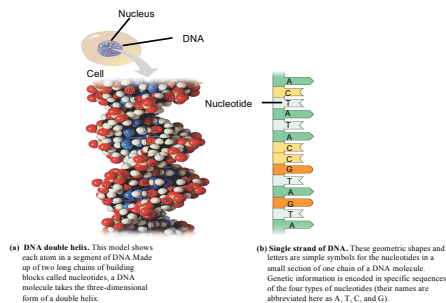 Nucleus
DNA
Cell
Nucleotide
A
C
T
A
T
A
C
C
G
T
A
G
T
A
(a) DNA double helix. This model shows
each atom in a segment of DNA.Made
up of two long chains of building
blocks called nucleotides, a DNA
molecule takes the three-dimensional
form of a double helix.
(b) Single strand of DNA. These geometric shapes and
letters are simple symbols for the nucleotides in a
small section of one chain of a DNA molecule.
Genetic information is encoded in specific sequences
of the four types of nucleotides (their names are
abbreviated here as A, T, C, and G).